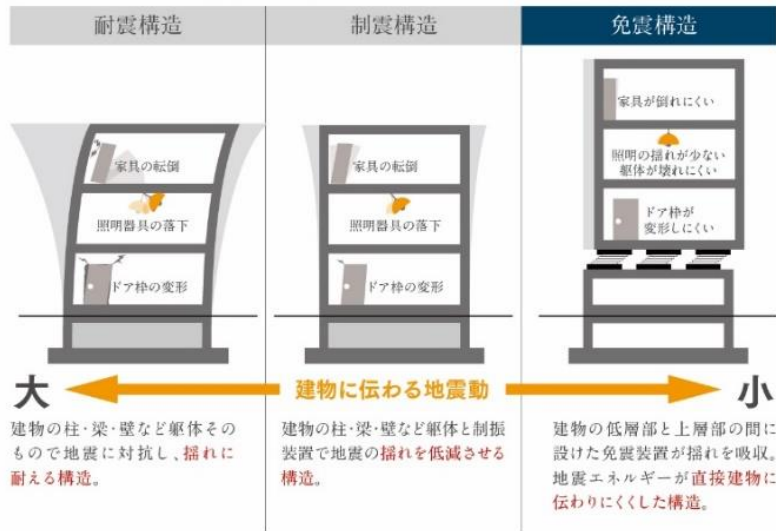 耐震構造
制震構造
免震構造
家具の転倒
照明器具の落下
ドア枠の変形
家具の転倒
照明器具の落下
ドア枠の変形
家具が倒れにくい
照明の揺れが少ない
躯体が壊れにくい
ドア枠が
変形しにくい
大
建物に伝わる地震動
小
建物の柱・梁・壁など躯体その
もので地震に対抗し、揺れに
耐える構造。
建物の柱・梁・壁など躯体と制振
装置で地震の揺れを低減させる
構造。
建物の低層部と上層部の間に
設けた免震装置が揺れを吸収。
地震エネルギーが直接建物に
伝わりにくくした構造。